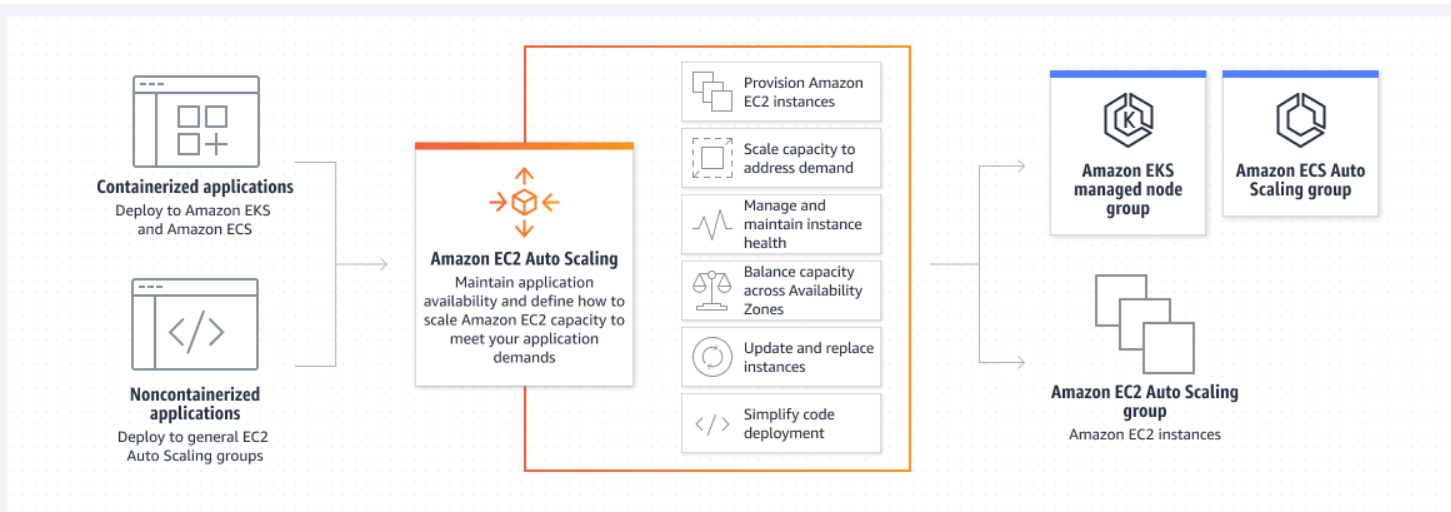 Containerized applications
Deploy to Amazon EKS
and Amazon ECS
Noncontainerized
applications
Deploy to general EC2
Auto Scaling groups
Amazon EC2 Auto Scaling
Maintain application
availability and define how to
scale Amazon EC2 capacity to
meet your application
demands
Provision Amazon
EC2 instances
Scale capacity to
address demand
Manage and
maintain instance
health
Balance capacity
across Availability
Zones
Update and replace
instances
</>
Simplify code
deployment
K
Amazon EKS
managed node
group
Amazon ECS Auto
Scaling group
Amazon EC2 Auto Scaling
group
Amazon EC2 instances